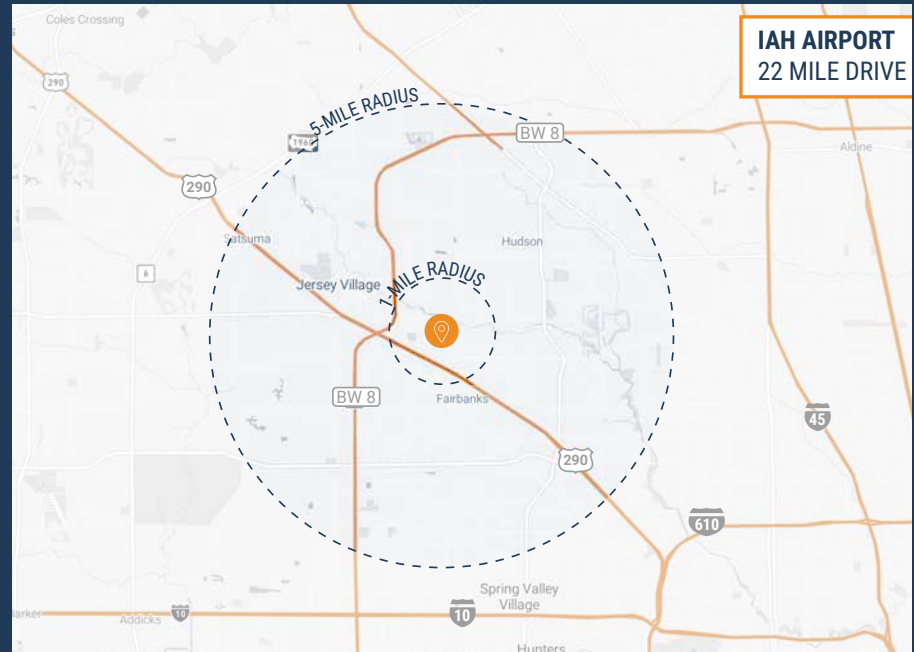 Coles Crossing
IAH AIRPORT
22 MILE DRIVE
290
5-MILE RADIUS
BW 8
1960
Aldine
290
Satsuma
Hudson
6
1-MILE RADIUS
Jersey Village
BW 8
Fairbanks
45
290
610
Spring Valley
Village
10
10
Addicks
Hunters